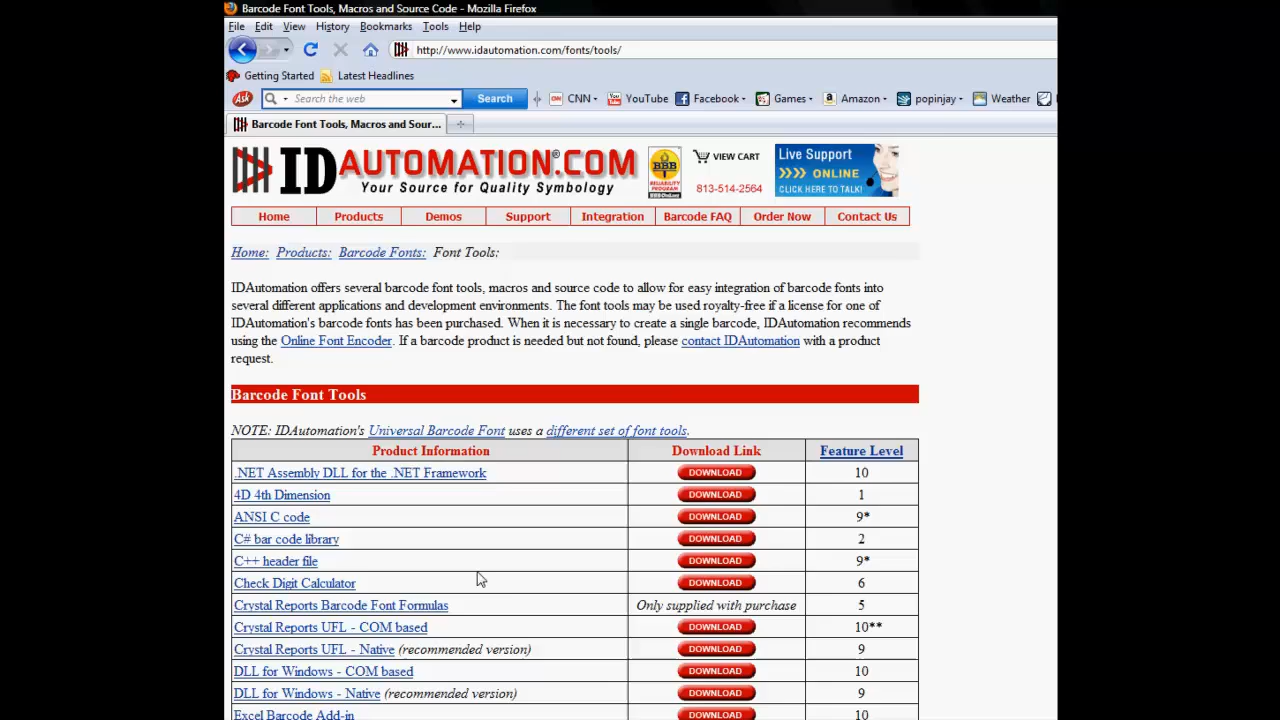 Barcode Font Tools, Macros and Source Code - Mozilla Firefox
File Edit View History Bookmarks Tools Help
http://www.idautomation.com/fonts/tools/
Getting Started Latest Headlines
Ask Search the web Search CNN YouTube Facebook Games Amazon popinjay Weather
Barcode Font Tools, Macros and Sour...
IDAUTOMATION®.COM
Your Source for Quality Symbology
BBB
RELIABILITY
PROGRAM
VIEW CART
813-514-2564
Live Support
ONLINE
CLICK HERE TO TALK!
Home Products Demos Support Integration Barcode FAQ Order Now Contact Us
Home: Products: Barcode Fonts: Font Tools:
IDAutomation offers several barcode font tools, macros and source code to allow for easy integration of barcode fonts into
several different applications and development environments. The font tools may be used royalty-free if a license for one of
IDAutomation's barcode fonts has been purchased. When it is necessary to create a single barcode, IDAutomation recommends
using the Online Font Encoder. If a barcode product is needed but not found, please contact IDAutomation with a product
request.
Barcode Font Tools
NOTE: IDAutomation's Universal Barcode Font uses a different set of font tools.
Product Information Download Link Feature Level
.NET Assembly DLL for the .NET Framework DOWNLOAD 10
4D 4th Dimension DOWNLOAD 1
ANSI C code DOWNLOAD 9*
C# bar code library DOWNLOAD 2
C++ header file DOWNLOAD 9*
Check Digit Calculator DOWNLOAD 6
Crystal Reports Barcode Font Formulas Only supplied with purchase 5
Crystal Reports UFL - COM based DOWNLOAD 10**
Crystal Reports UFL - Native (recommended version) DOWNLOAD 9
DLL for Windows - COM based DOWNLOAD 10
DLL for Windows - Native (recommended version) DOWNLOAD 9
Excel Barcode Add-in DOWNLOAD 10